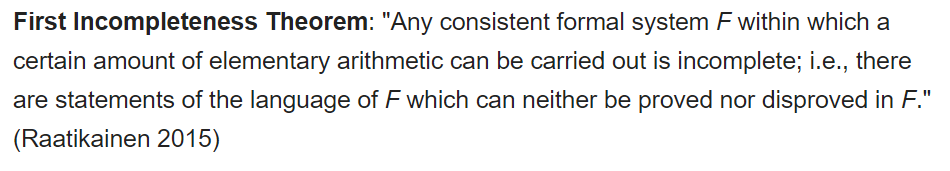 First Incompleteness Theorem: "Any consistent formal system F within which a
certain amount of elementary arithmetic can be carried out is incomplete; i.e., there
are statements of the language of F which can neither be proved nor disproved in F."
(Raatikainen 2015)